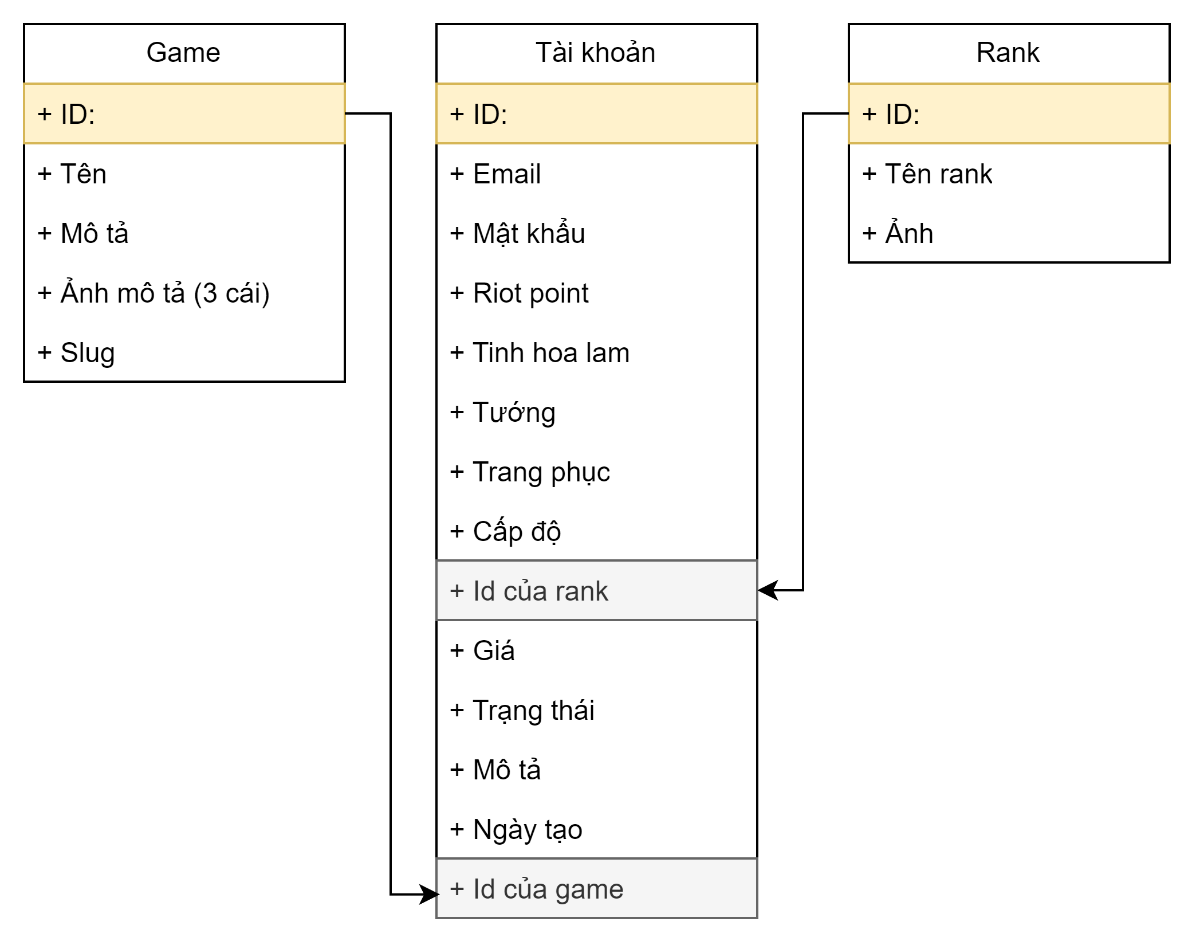 Game
+ ID:
+ Tên
+ Mô tả
+ Ảnh mô tả (3 cái)
+ Slug
Tài khoản
+ ID:
+ Email
+ Mật khẩu
+ Riot point
+ Tinh hoa lam
+ Tướng
+ Trang phục
+ Cấp độ
+ Id của rank
+ Giá
+ Trạng thái
+ Mô tả
+ Ngày tạo
+ Id của game
Rank
+ ID:
+ Tên rank
+ Ảnh